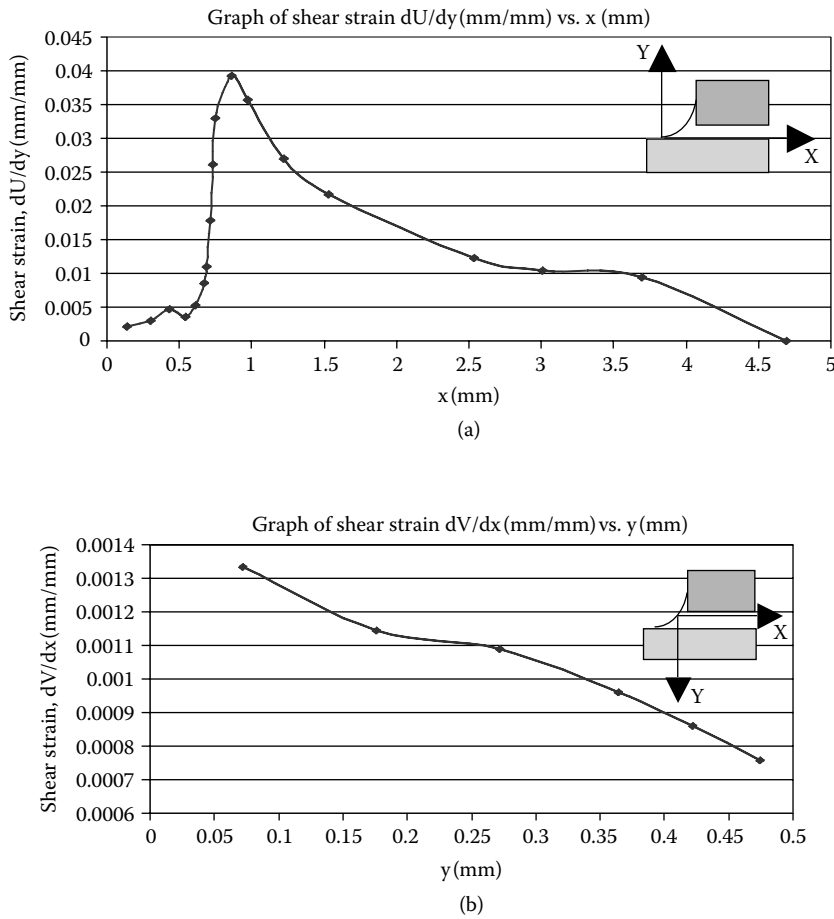 Graph of shear strain dU/dy(mm/mm) vs. x (mm)
Shear strain, dU/dy(mm/mm)
0.045
0.04
0.035
0.03
0.025
0.02
0.015
0.01
0.005
0
Y
X
0 0.5 1 1.5 2 2.5 3 3.5 4 4.5 5
x(mm)
(a)
Graph of shear strain dV/dx(mm/mm) vs. y(mm)
Shear strain, dV/dx(mm/mm)
0.0014
0.0013
0.0012
0.0011
0.001
0.0009
0.0008
0.0007
0.0006
X
Y
0 0.05 0.1 0.15 0.2 0.25 0.3 0.35 0.4 0.45 0.5
y(mm)
(b)